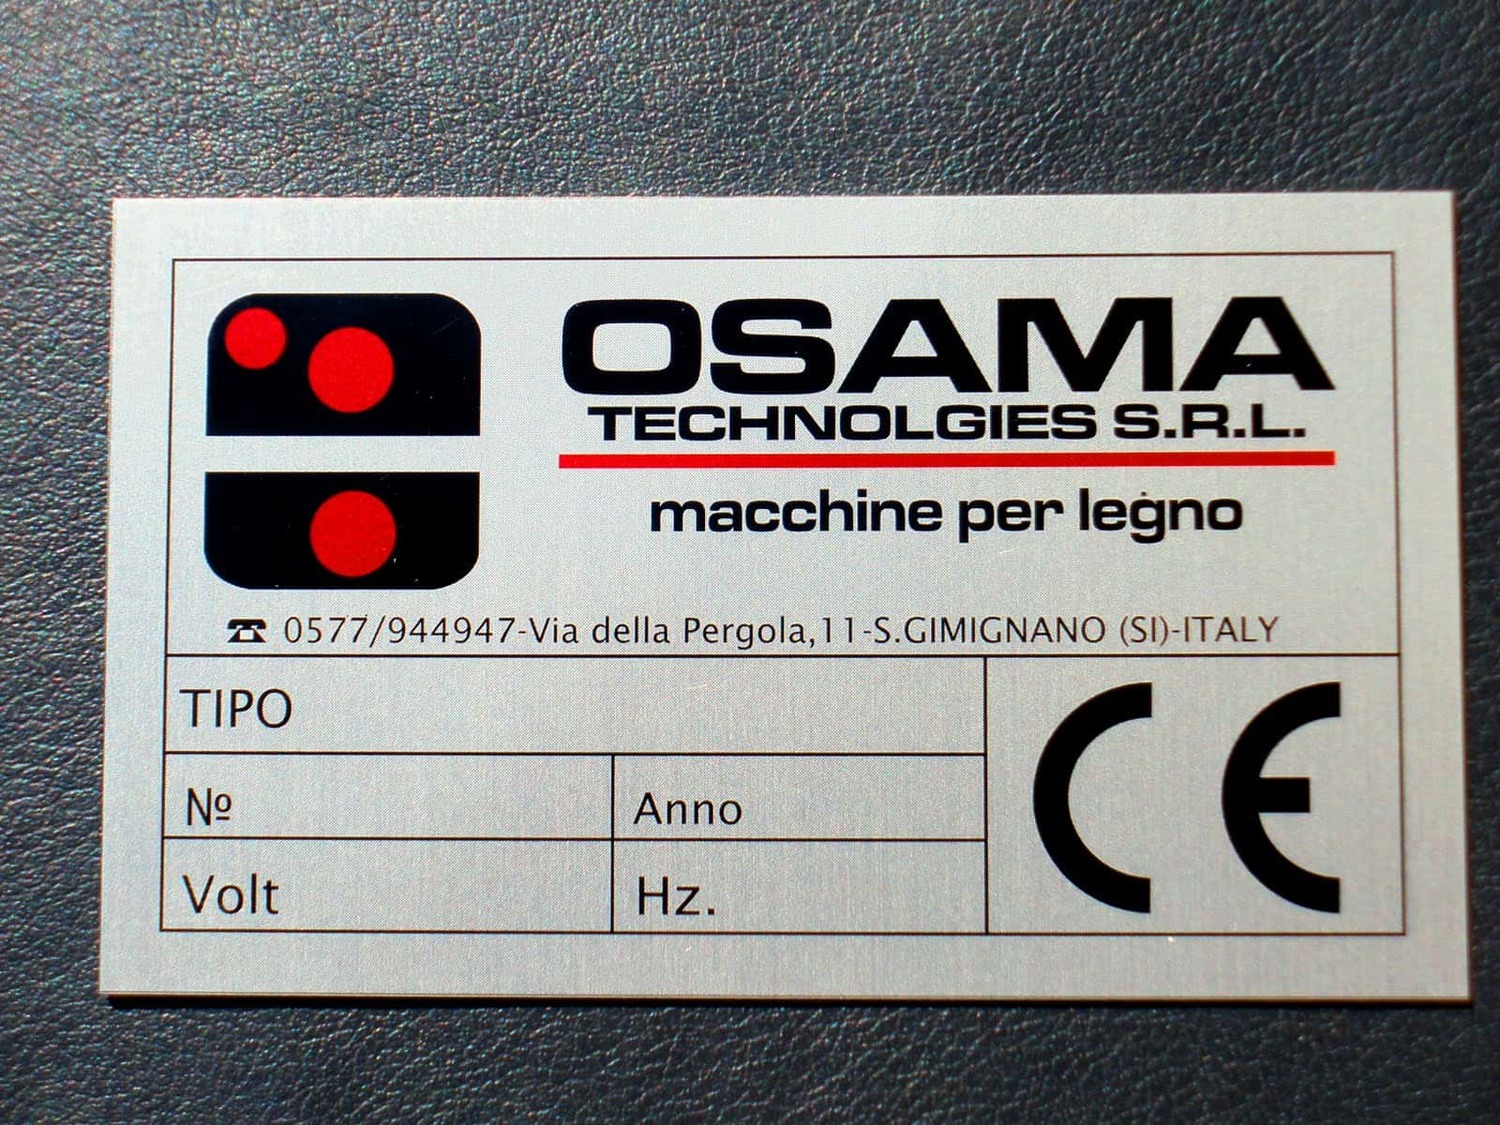 OSAMA
TECHNOLGIES S.R.L.
macchine per legno
☎ 0577/944947-Via della Pergola,11-S.GIMIGNANO (SI)-ITALY
TIPO
Nº
Anno
Volt
Hz.
CE